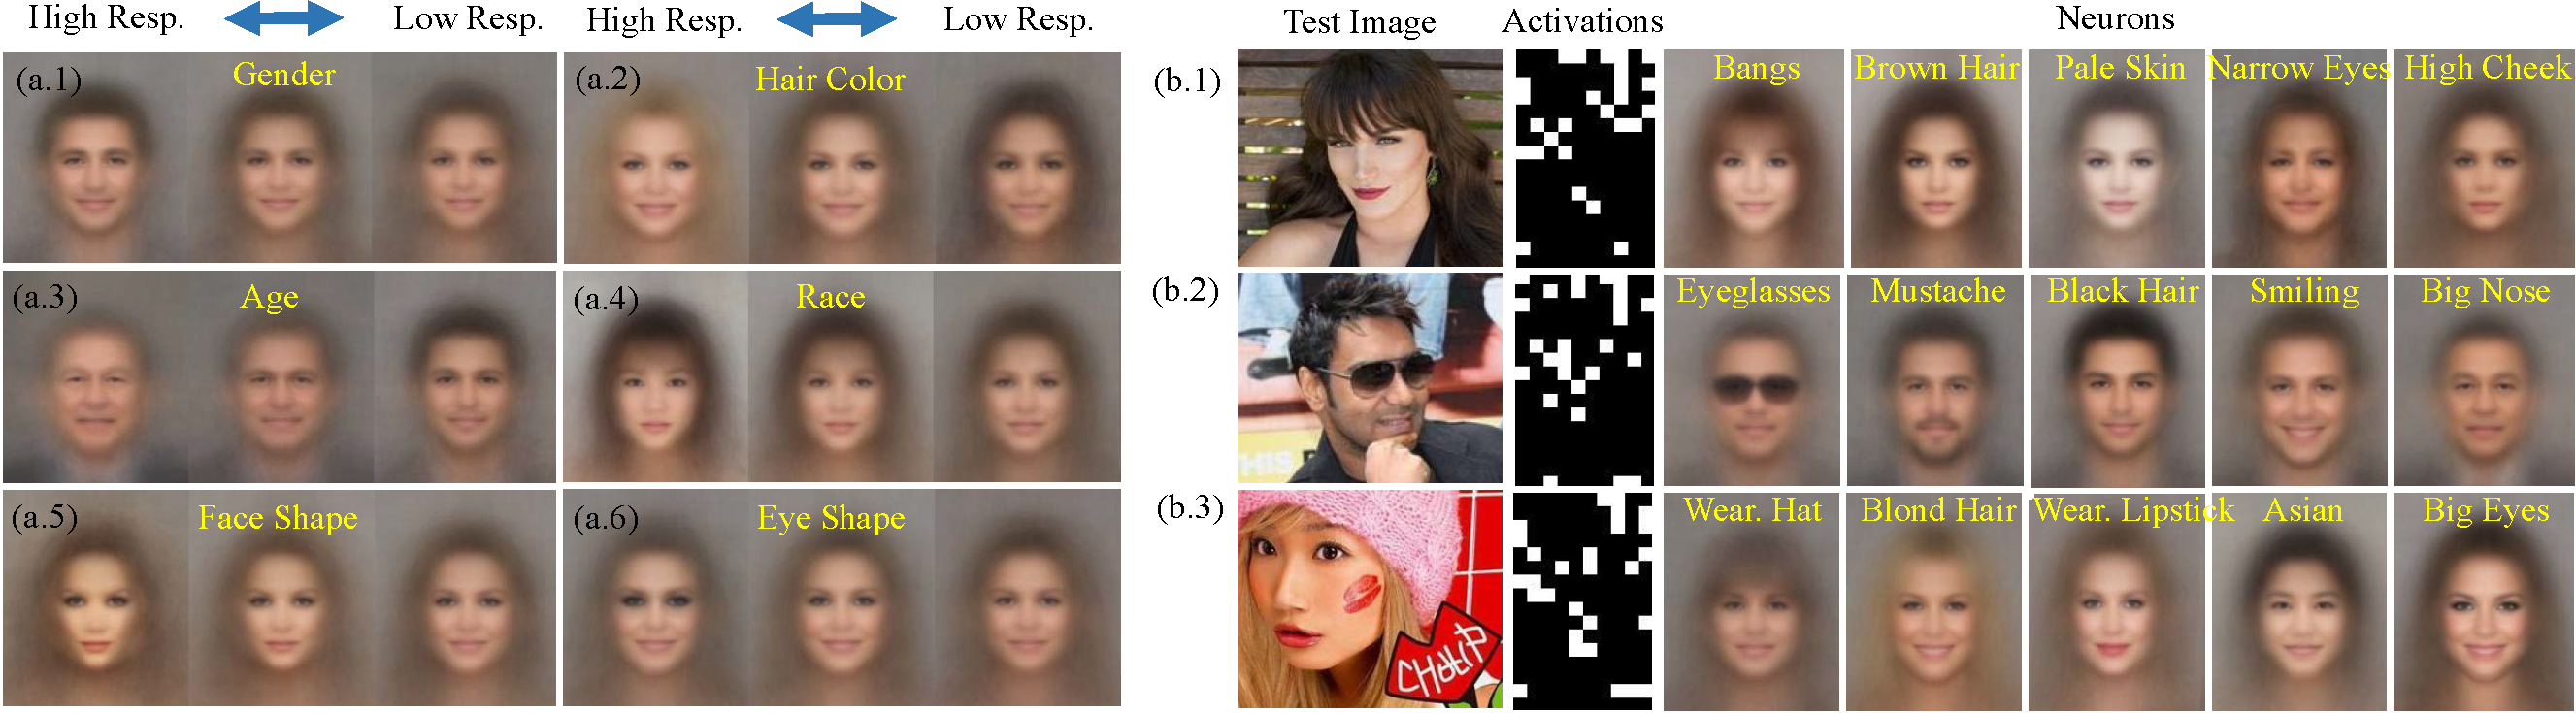 High Resp. Low Resp. High Resp. Low Resp. Test Image Activations Neurons
(a.1) Gender (a.2) Hair Color (b.1) Bangs Brown Hair Pale Skin Narrow Eyes High Cheek
(a.3) Age (a.4) Race (b.2) Eyeglasses Mustache Black Hair Smiling Big Nose
HIS
(a.5) Face Shape (a.6) Eye Shape (b.3) Wear. Hat Blond Hair Wear. Lipstick Asian Big Eyes